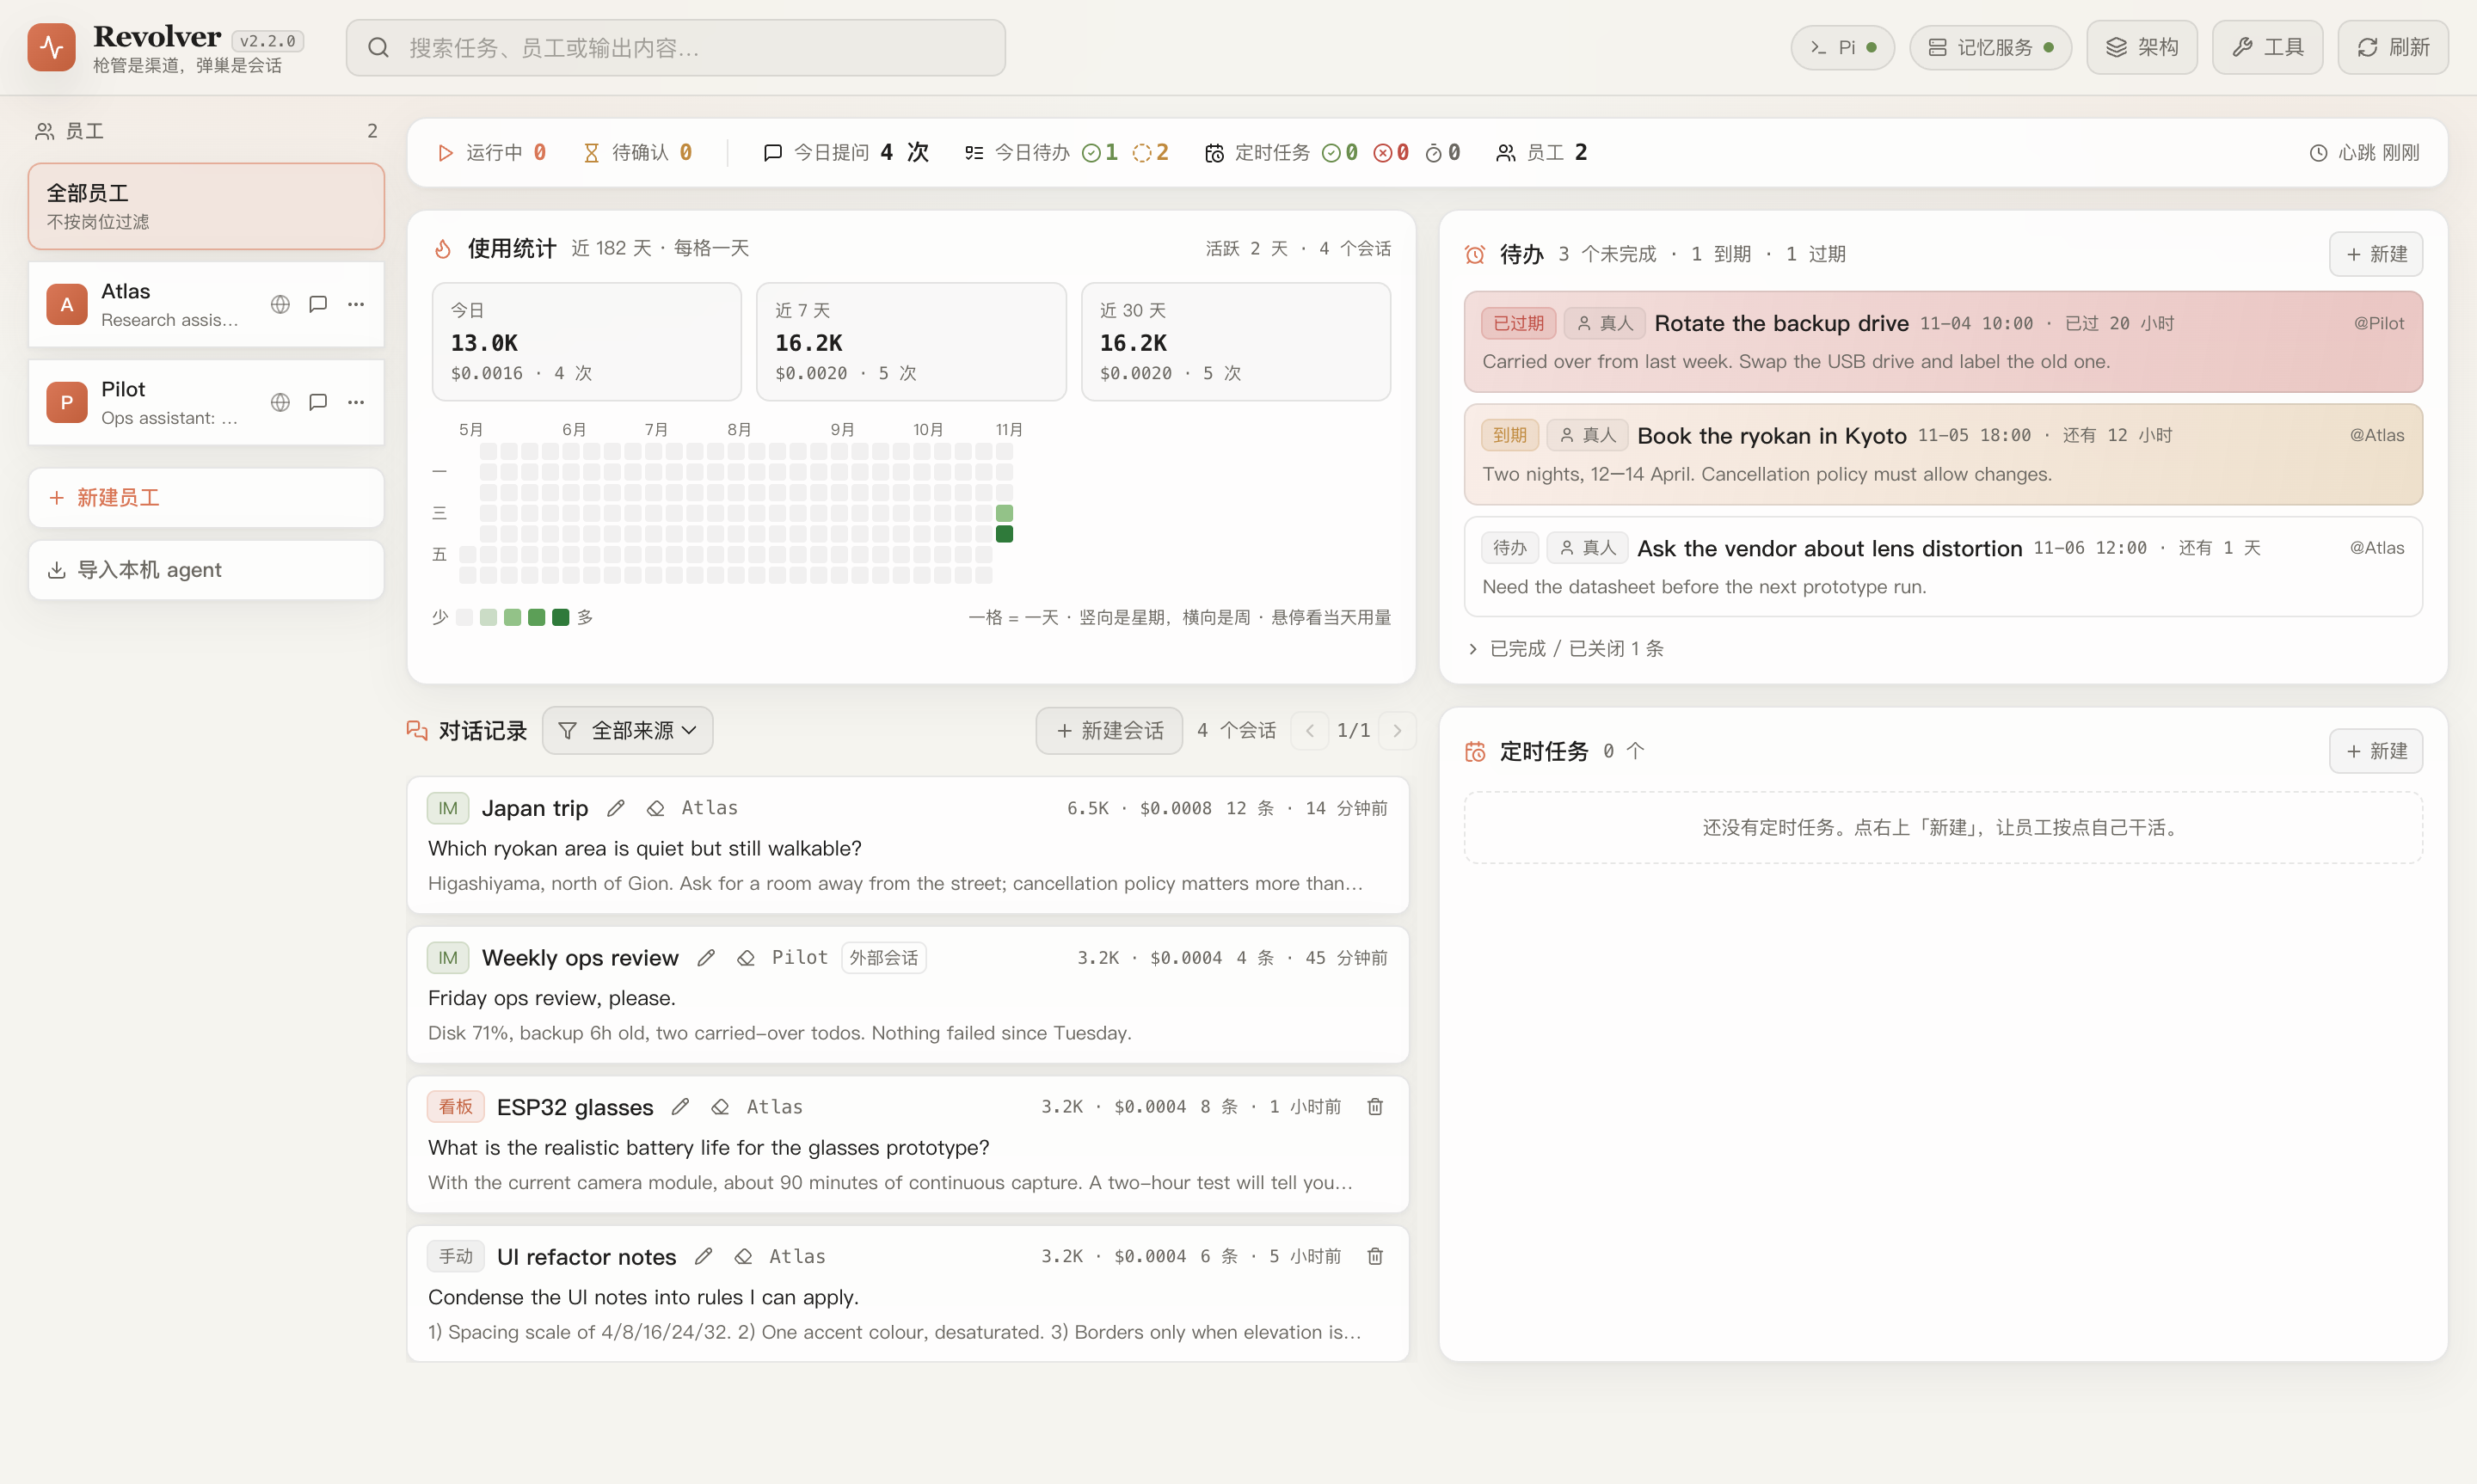 Revolver v2.2.0
枪管是渠道，弹巢是会话
搜索任务、员工或输出内容…
Pi
记忆服务
架构
工具
刷新
员工 2
全部员工
不按岗位过滤
A
Atlas
Research assis…
P
Pilot
Ops assistant: …
+ 新建员工
导入本机 agent
运行中 0 待确认 0 今日提问 4 次 今日待办 1 2 定时任务 0 0 0 员工 2 心跳 刚刚
使用统计 近 182 天 · 每格一天 活跃 2 天 · 4 个会话
今日
13.0K
$0.0016 · 4 次
近 7 天
16.2K
$0.0020 · 5 次
近 30 天
16.2K
$0.0020 · 5 次
5月 6月 7月 8月 9月 10月 11月
一
三
五
少 多 一格 = 一天 · 竖向是星期，横向是周 · 悬停看当天用量
待办 3 个未完成 · 1 到期 · 1 过期 + 新建
已过期 真人 Rotate the backup drive 11-04 10:00 · 已过 20 小时 @Pilot
Carried over from last week. Swap the USB drive and label the old one.
到期 真人 Book the ryokan in Kyoto 11-05 18:00 · 还有 12 小时 @Atlas
Two nights, 12–14 April. Cancellation policy must allow changes.
待办 真人 Ask the vendor about lens distortion 11-06 12:00 · 还有 1 天 @Atlas
Need the datasheet before the next prototype run.
已完成 / 已关闭 1 条
对话记录 全部来源 + 新建会话 4 个会话 1/1
IM Japan trip Atlas 6.5K · $0.0008 12 条 · 14 分钟前
Which ryokan area is quiet but still walkable?
Higashiyama, north of Gion. Ask for a room away from the street; cancellation policy matters more than…
IM Weekly ops review Pilot 外部会话 3.2K · $0.0004 4 条 · 45 分钟前
Friday ops review, please.
Disk 71%, backup 6h old, two carried-over todos. Nothing failed since Tuesday.
看板 ESP32 glasses Atlas 3.2K · $0.0004 8 条 · 1 小时前
What is the realistic battery life for the glasses prototype?
With the current camera module, about 90 minutes of continuous capture. A two-hour test will tell you…
手动 UI refactor notes Atlas 3.2K · $0.0004 6 条 · 5 小时前
Condense the UI notes into rules I can apply.
1) Spacing scale of 4/8/16/24/32. 2) One accent colour, desaturated. 3) Borders only when elevation is…
定时任务 0 个 + 新建
还没有定时任务。点右上「新建」，让员工按点自己干活。